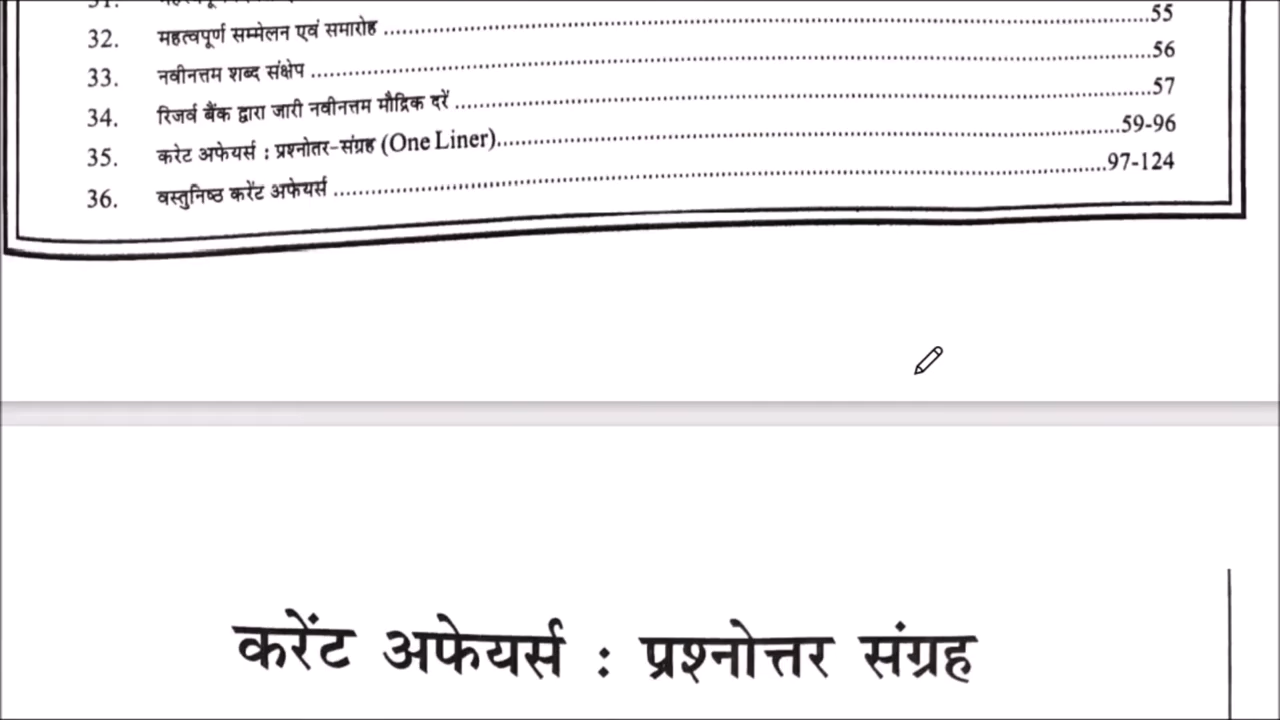 32. महत्वपूर्ण सम्मेलन एवं समारोह ........................................ 55
33. नवीनत्तम शब्द संक्षेप ........................................ 56
34. रिजर्व बैंक द्वारा जारी नवीनत्तम मौद्रिक दरें ........................................ 57
35. करेट अफेयर्स : प्रश्नोतर-संग्रह (One Liner)........................................ 59-96
36. वस्तुनिष्ठ करेंट अफेयर्स ........................................ 97-124
करेंट अफेयर्स : प्रश्नोत्तर संग्रह